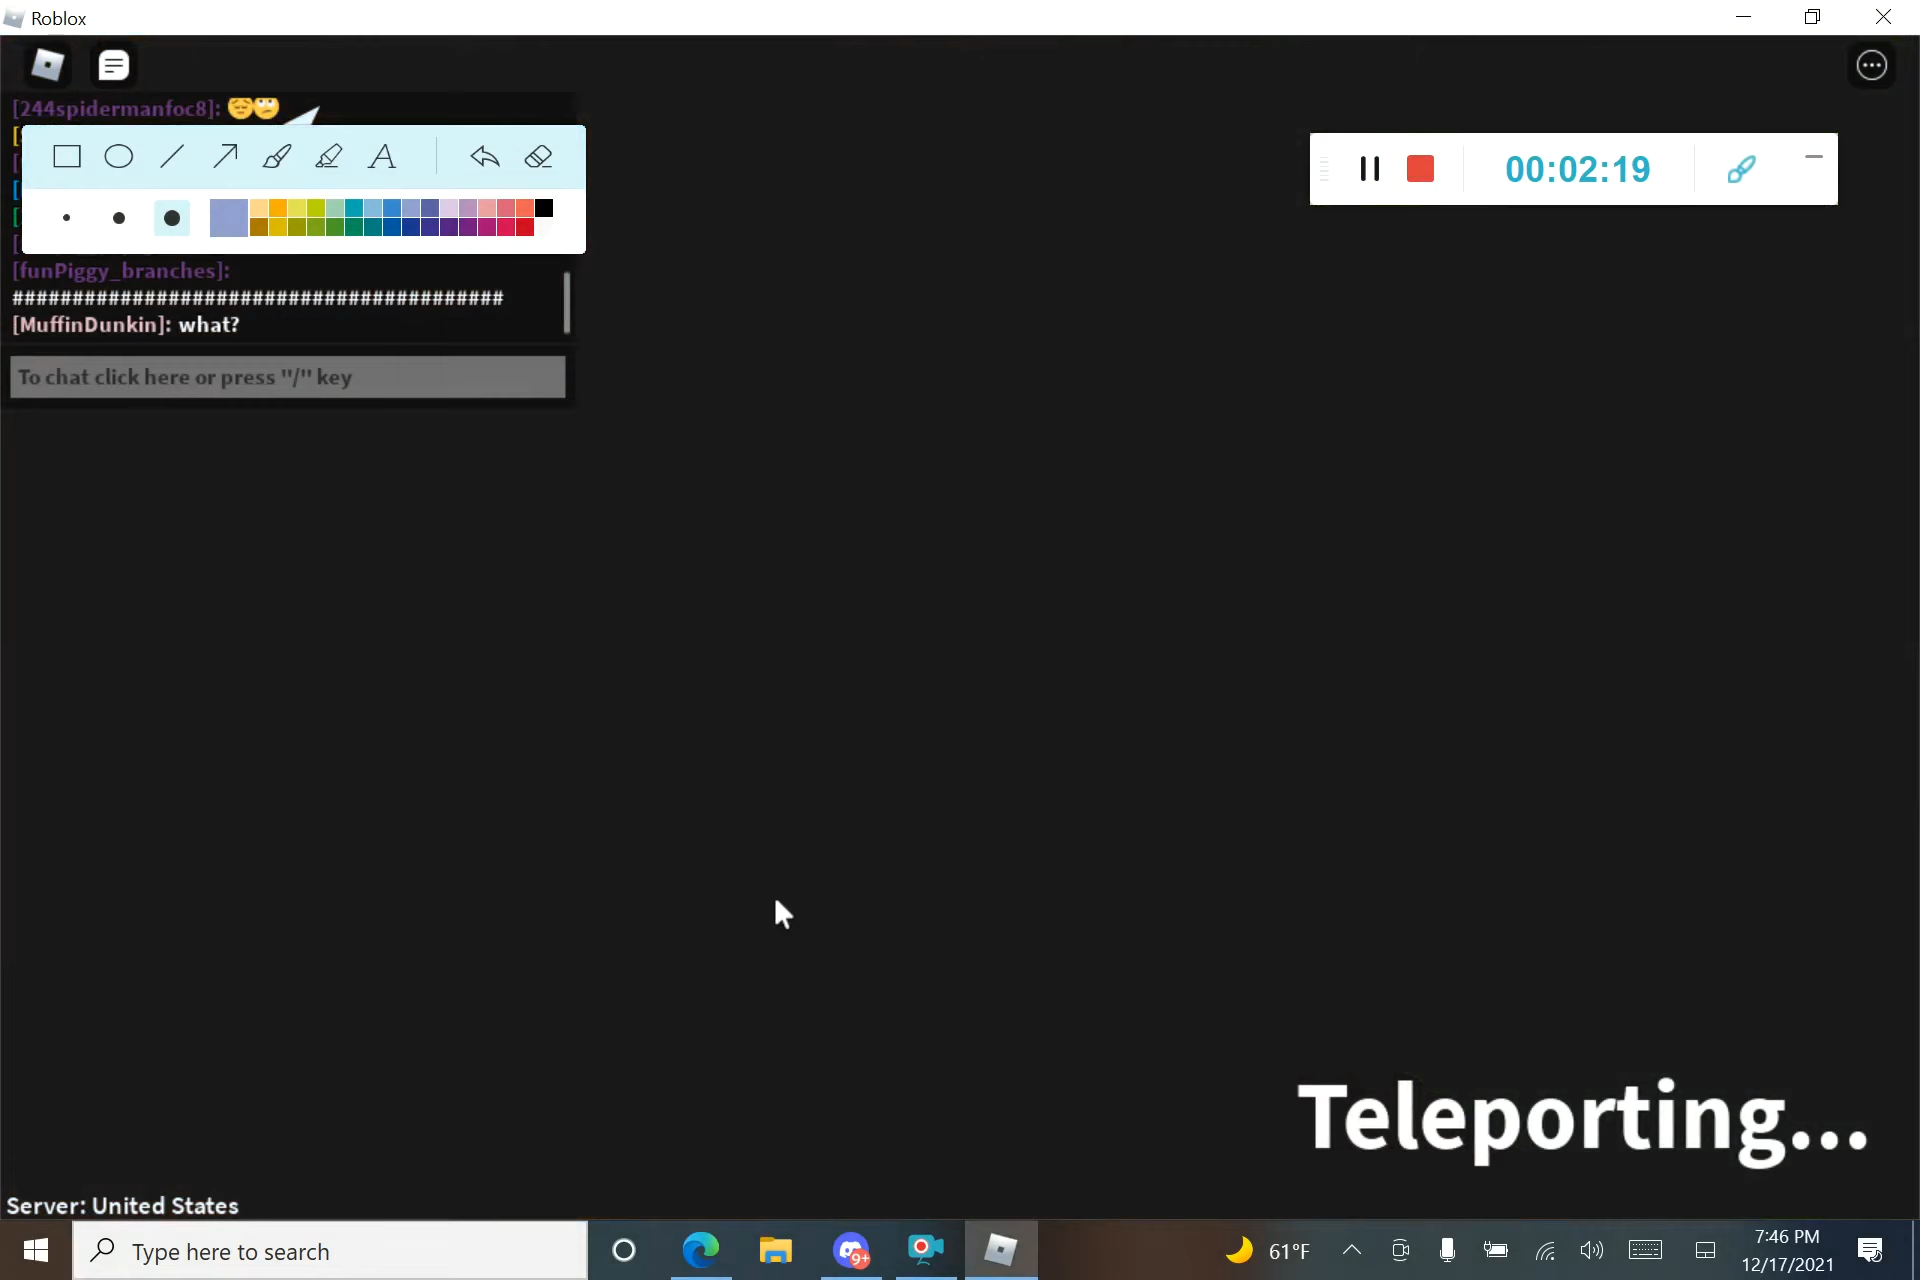 Roblox
[244spidermanfoc8]: 😔🙄
00:02:19
[funPiggy_branches]:
#########################################
[MuffinDunkin]: what?
To chat click here or press "/" key
Teleporting...
Server: United States
Type here to search
9+
61°F
7:46 PM
12/17/2021